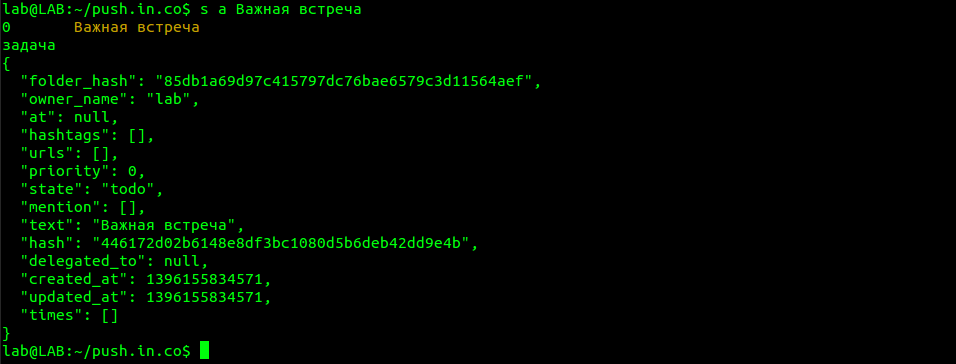 lab@LAB:~/push.in.co$ s a Важная встреча
0       Важная встреча
задача
{
  "folder_hash": "85db1a69d97c415797dc76bae6579c3d11564aef",
  "owner_name": "lab",
  "at": null,
  "hashtags": [],
  "urls": [],
  "priority": 0,
  "state": "todo",
  "mention": [],
  "text": "Важная встреча",
  "hash": "446172d02b6148e8df3bc1080d5b6deb42dd9e4b",
  "delegated_to": null,
  "created_at": 1396155834571,
  "updated_at": 1396155834571,
  "times": []
}
lab@LAB:~/push.in.co$